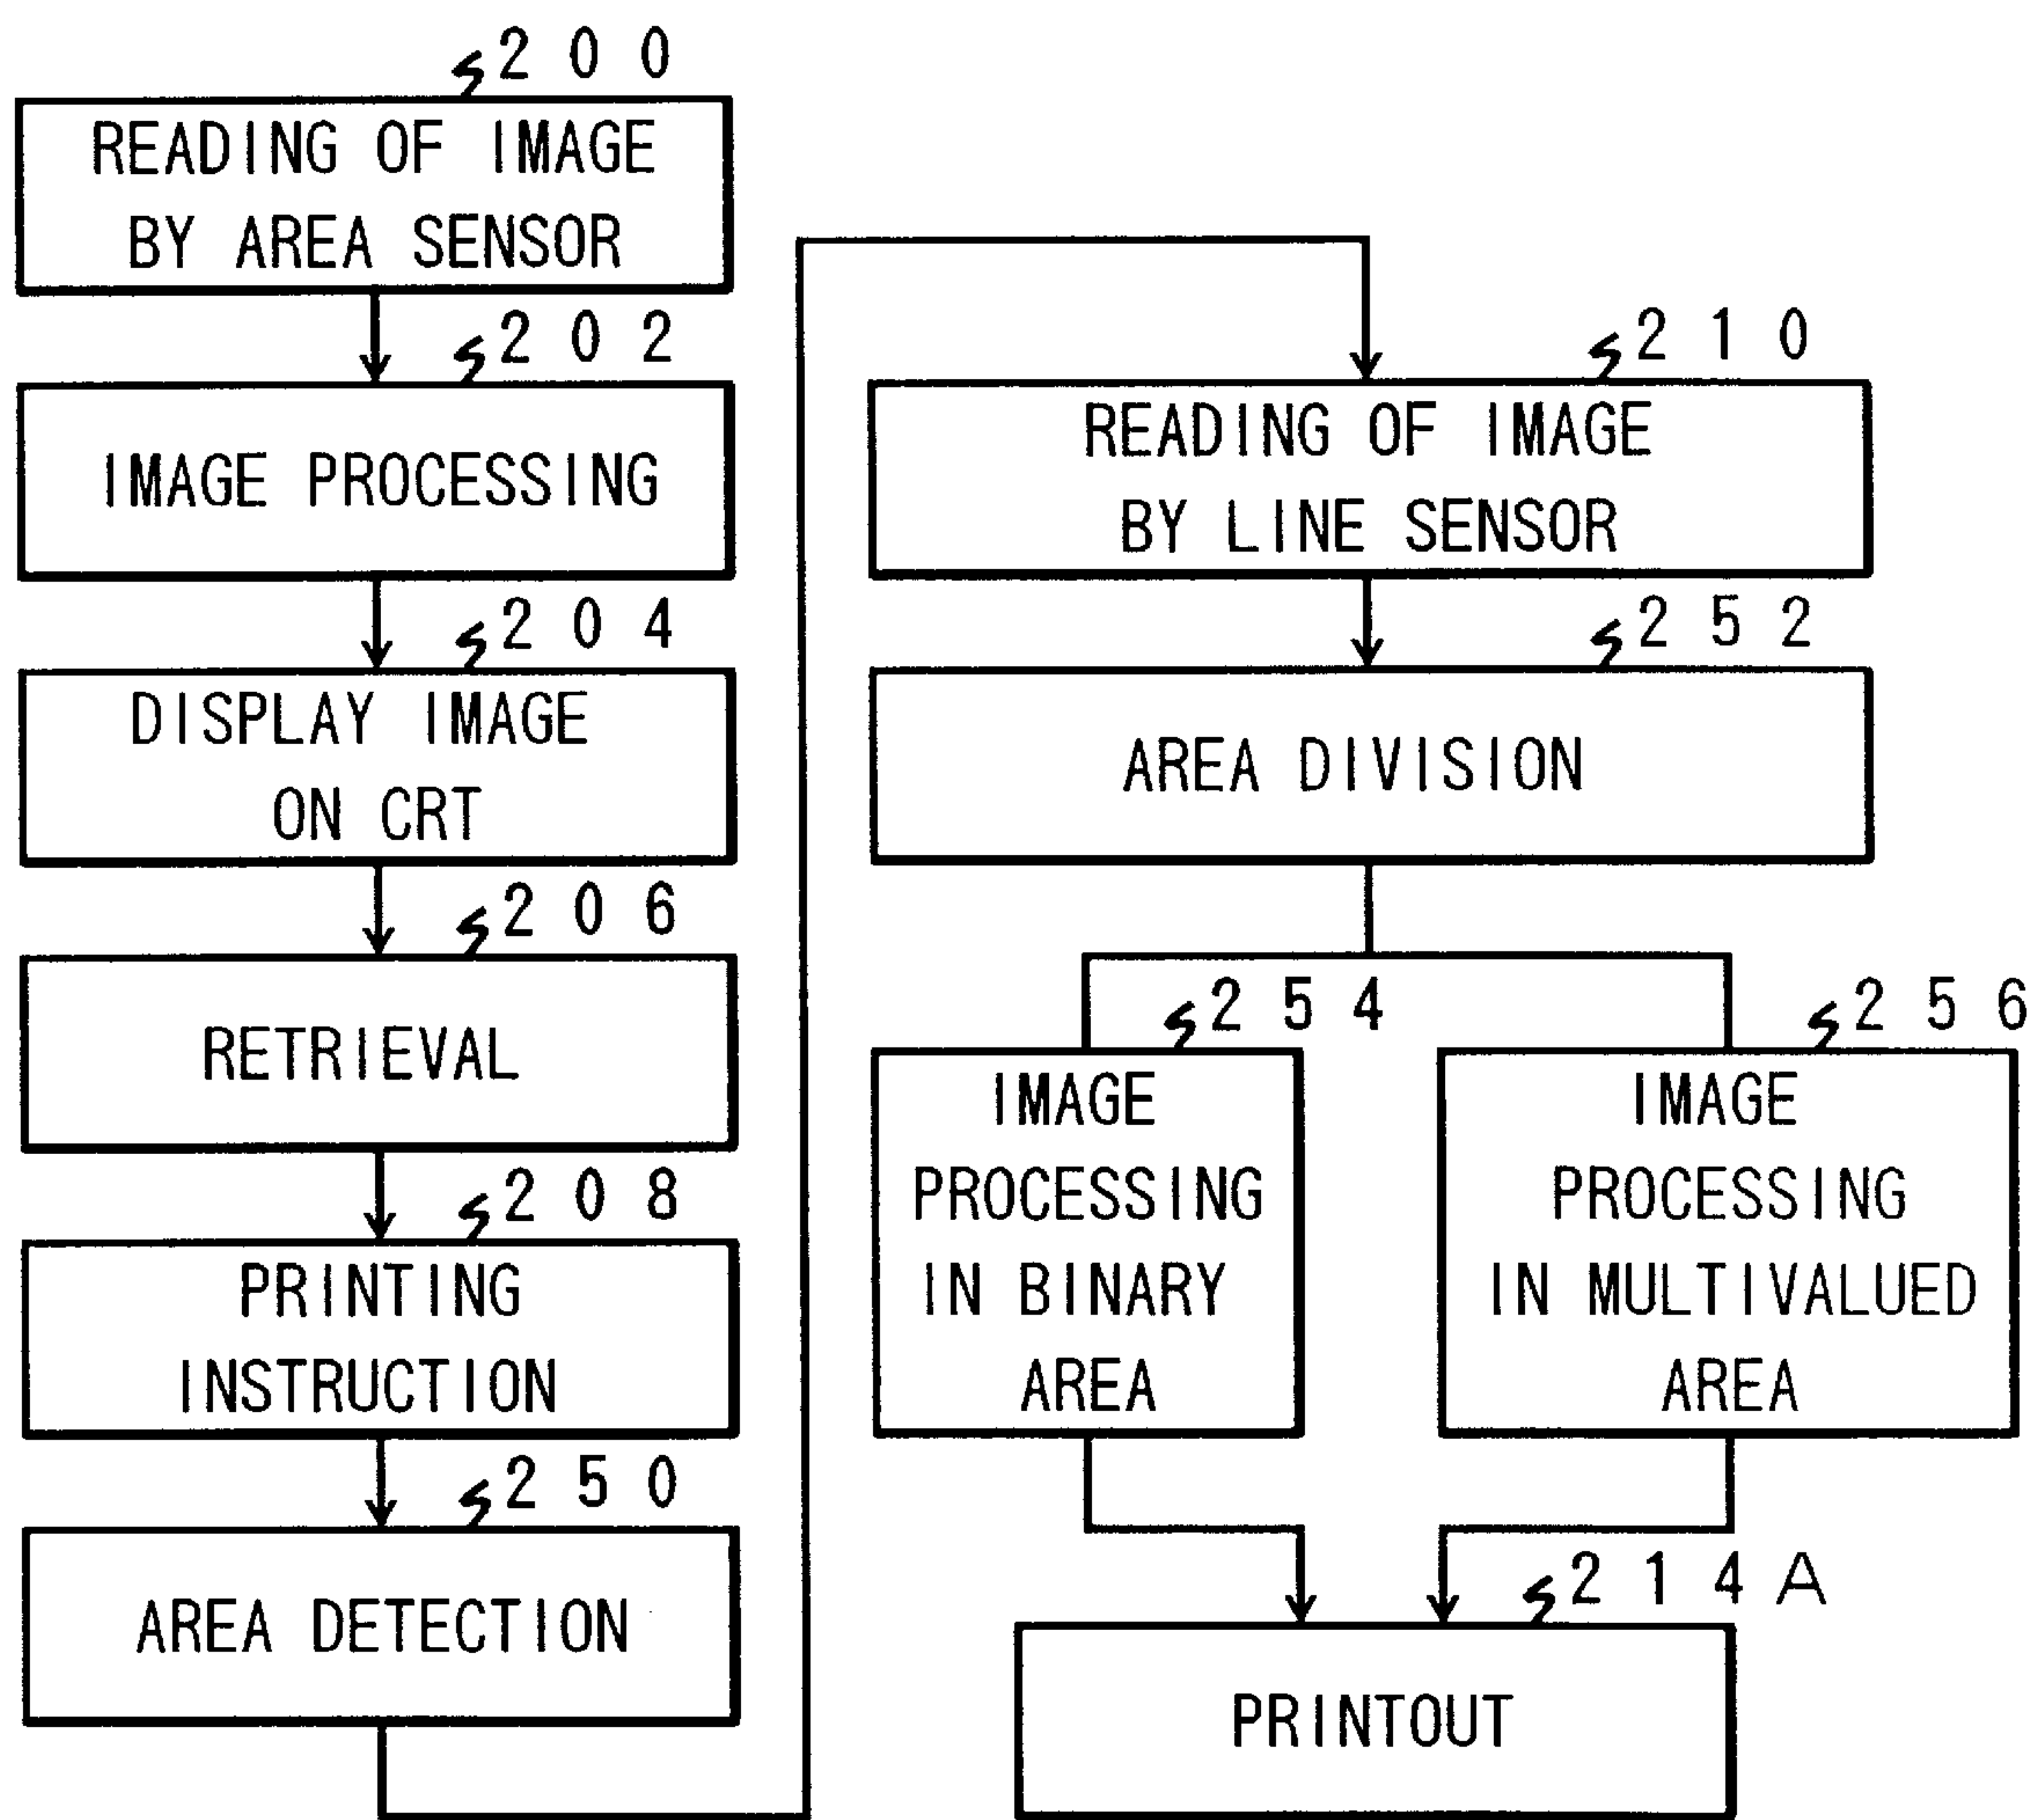 200
READING OF IMAGE
BY AREA SENSOR
202
IMAGE PROCESSING
204
DISPLAY IMAGE
ON CRT
206
RETRIEVAL
208
PRINTING
INSTRUCTION
250
AREA DETECTION
210
READING OF IMAGE
BY LINE SENSOR
252
AREA DIVISION
254
IMAGE
PROCESSING
IN BINARY
AREA
256
IMAGE
PROCESSING
IN MULTIVALUED
AREA
214A
PRINTOUT